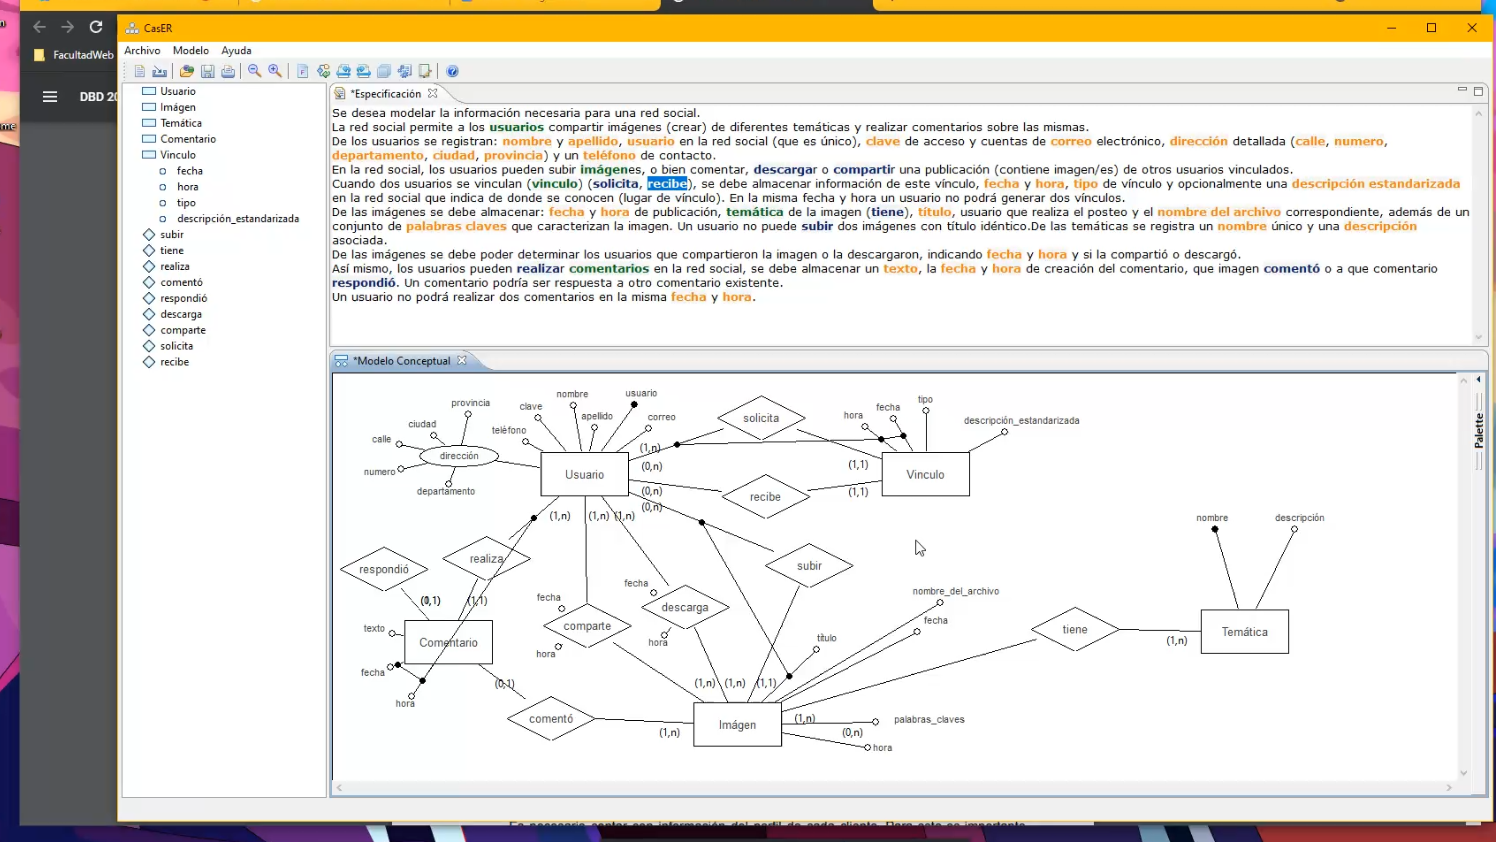 FacultadWeb
DBD 20
ne
CasER
Archivo Modelo Ayuda
Usuario
Imágen
Temática
Comentario
Vinculo
fecha
hora
tipo
descripción_estandarizada
subir
tiene
realiza
comentó
respondió
descarga
comparte
solicita
recibe
*Especificación
Se desea modelar la información necesaria para una red social.
La red social permite a los usuarios compartir imágenes (crear) de diferentes temáticas y realizar comentarios sobre las mismas.
De los usuarios se registran: nombre y apellido, usuario en la red social (que es único), clave de acceso y cuentas de correo electrónico, dirección detallada (calle, numero,
departamento, ciudad, provincia) y un teléfono de contacto.
En la red social, los usuarios pueden subir imágenes, o bien comentar, descargar o compartir una publicación (contiene imagen/es) de otros usuarios vinculados.
Cuando dos usuarios se vinculan (vinculo) (solicita, recibe), se debe almacenar información de este vínculo, fecha y hora, tipo de vínculo y opcionalmente una descripción estandarizada
en la red social que indica de donde se conocen (lugar de vínculo). En la misma fecha y hora un usuario no podrá generar dos vínculos.
De las imágenes se debe almacenar: fecha y hora de publicación, temática de la imagen (tiene), título, usuario que realiza el posteo y el nombre del archivo correspondiente, además de un
conjunto de palabras claves que caracterizan la imagen. Un usuario no puede subir dos imágenes con título idéntico.De las temáticas se registra un nombre único y una descripción
asociada.
De las imágenes se debe poder determinar los usuarios que compartieron la imagen o la descargaron, indicando fecha y hora y si la compartió o descargó.
Así mismo, los usuarios pueden realizar comentarios en la red social, se debe almacenar un texto, la fecha y hora de creación del comentario, que imagen comentó o a que comentario
respondió. Un comentario podría ser respuesta a otro comentario existente.
Un usuario no podrá realizar dos comentarios en la misma fecha y hora.
*Modelo Conceptual
Palette
provincia
ciudad
calle
dirección
numero
departamento
clave
nombre
usuario
teléfono
apellido
correo
Usuario
(1,n)
(0,n)
(0,n)
(0,n)
solicita
recibe
hora
fecha
tipo
descripción_estandarizada
(1,1)
(1,1)
Vinculo
(1,n)
(1,n)
(1,n)
respondió
realiza
(0,1)
(1,1)
texto
Comentario
fecha
hora
(0,1)
comentó
(1,n)
fecha
comparte
hora
fecha
descarga
hora
subir
(1,n)
(1,n)
(1,1)
título
nombre_del_archivo
fecha
Imágen
(1,n)
palabras_claves
(0,n)
hora
tiene
(1,n)
nombre
descripción
Temática